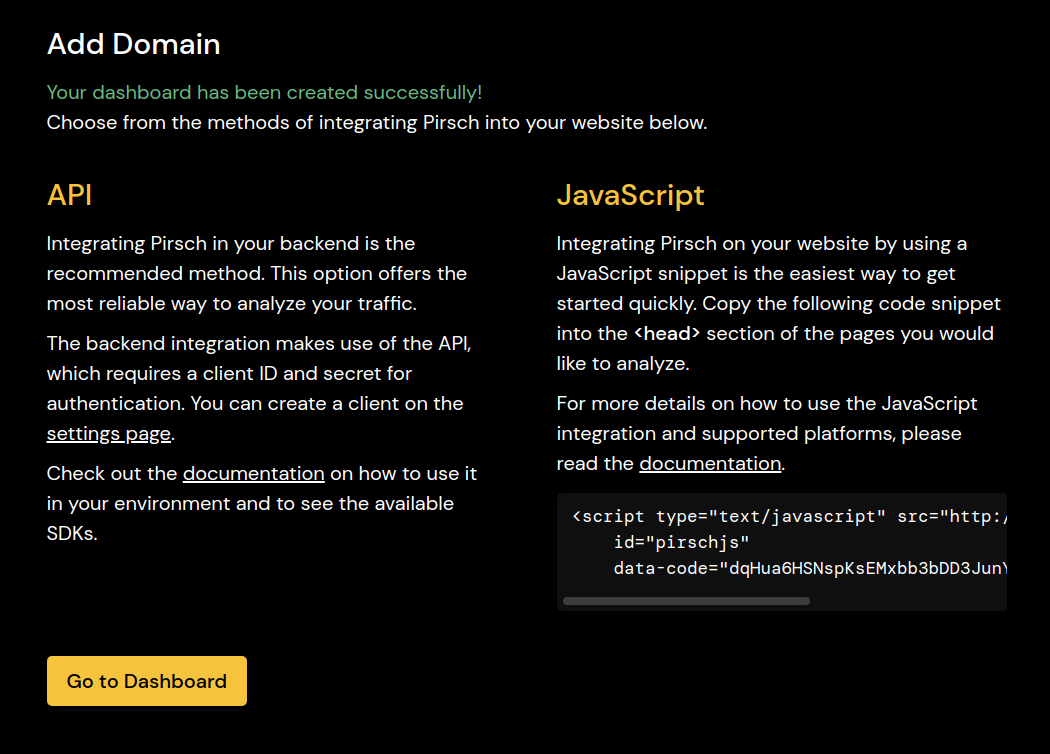 Add Domain
Your dashboard has been created successfully!
Choose from the methods of integrating Pirsch into your website below.
API
Integrating Pirsch in your backend is the
recommended method. This option offers the
most reliable way to analyze your traffic.
The backend integration makes use of the API,
which requires a client ID and secret for
authentication. You can create a client on the
settings page.
Check out the documentation on how to use it
in your environment and to see the available
SDKs.
JavaScript
Integrating Pirsch on your website by using a
JavaScript snippet is the easiest way to get
started quickly. Copy the following code snippet
into the <head> section of the pages you would
like to analyze.
For more details on how to use the JavaScript
integration and supported platforms, please
read the documentation.
<script type="text/javascript" src="http:/
id="pirschjs"
data-code="dqHua6HSNspKsEMxbb3bDD3JunY
Go to Dashboard